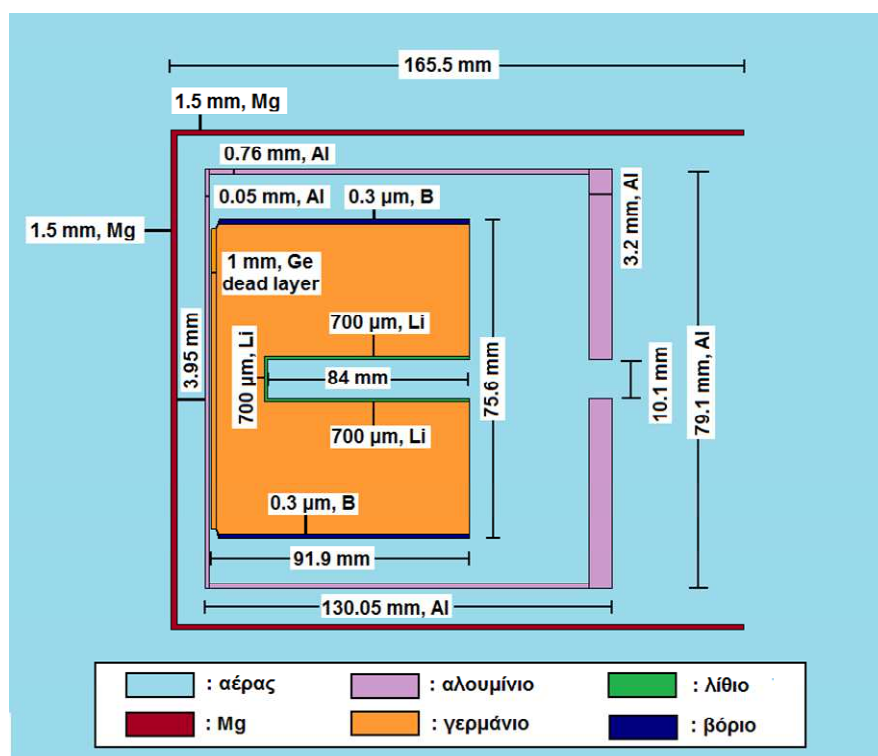 165.5 mm
1.5 mm, Mg
0.76 mm, Al
0.05 mm, Al
0.3 μm, B
3.2 mm, Al
1.5 mm, Mg
1 mm, Ge
dead layer
700 μm, Li
3.95 mm
700 μm, Li
84 mm
75.6 mm
10.1 mm
79.1 mm, Al
700 μm, Li
0.3 μm, B
91.9 mm
130.05 mm, Al
: αέρας
: αλουμίνιο
: λίθιο
: Mg
: γερμάνιο
: βόριο